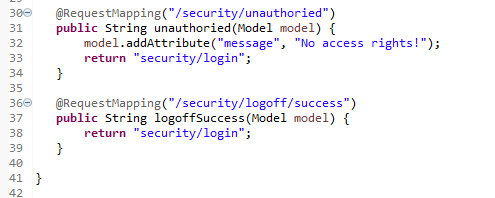 30 @RequestMapping("/security/unauthoried")
31 public String unauthoried(Model model) {
32 model.addAttribute("message", "No access rights!");
33 return "security/login";
34 }
35
36 @RequestMapping("/security/logoff/success")
37 public String logoffSuccess(Model model) {
38 return "security/login";
39 }
40
41 }
42